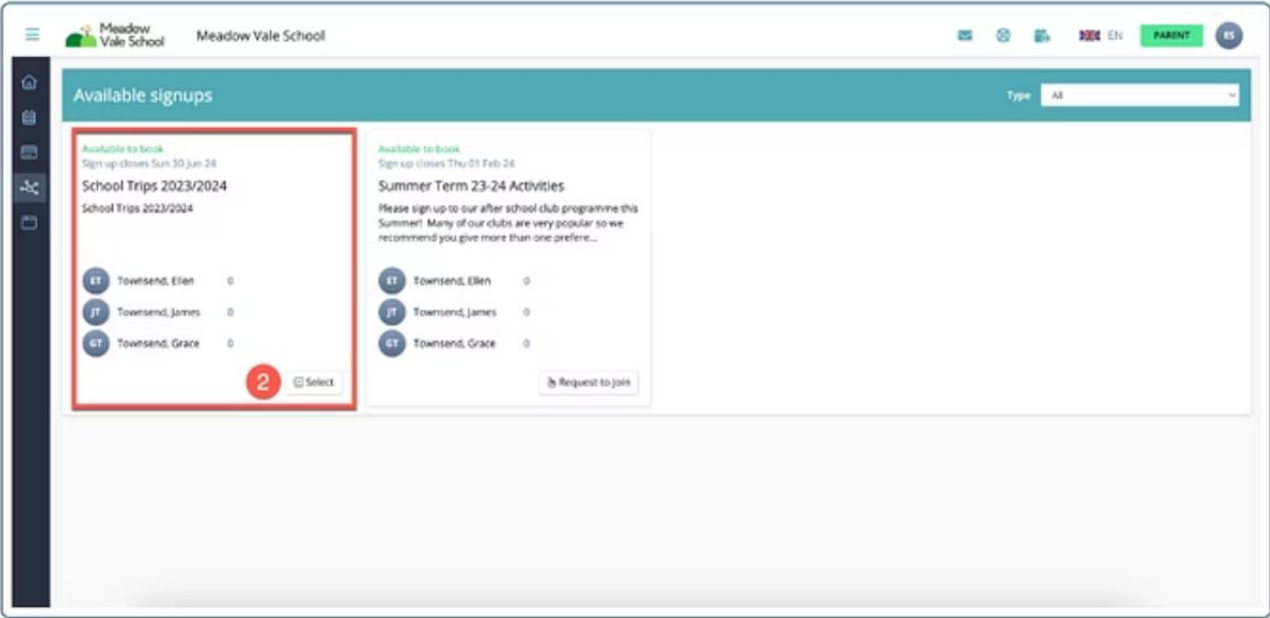 Meadow
Vale School
Meadow Vale School
EN
PARENT
ES
Available signups
Type
All
Available to book
Sign up closes Sun 30 Jun 24
School Trips 2023/2024
School Trips 2023/2024
ET Townsend, Ellen 0
JT Townsend, James 0
GT Townsend, Grace 0
2
Select
Available to book
Sign up closes Thu 01 Feb 24
Summer Term 23-24 Activities
Please sign up to our after school club programme this
Summer! Many of our clubs are very popular so we
recommend you give more than one prefere...
ET Townsend, Ellen 0
JT Townsend, James 0
GT Townsend, Grace 0
Request to Join